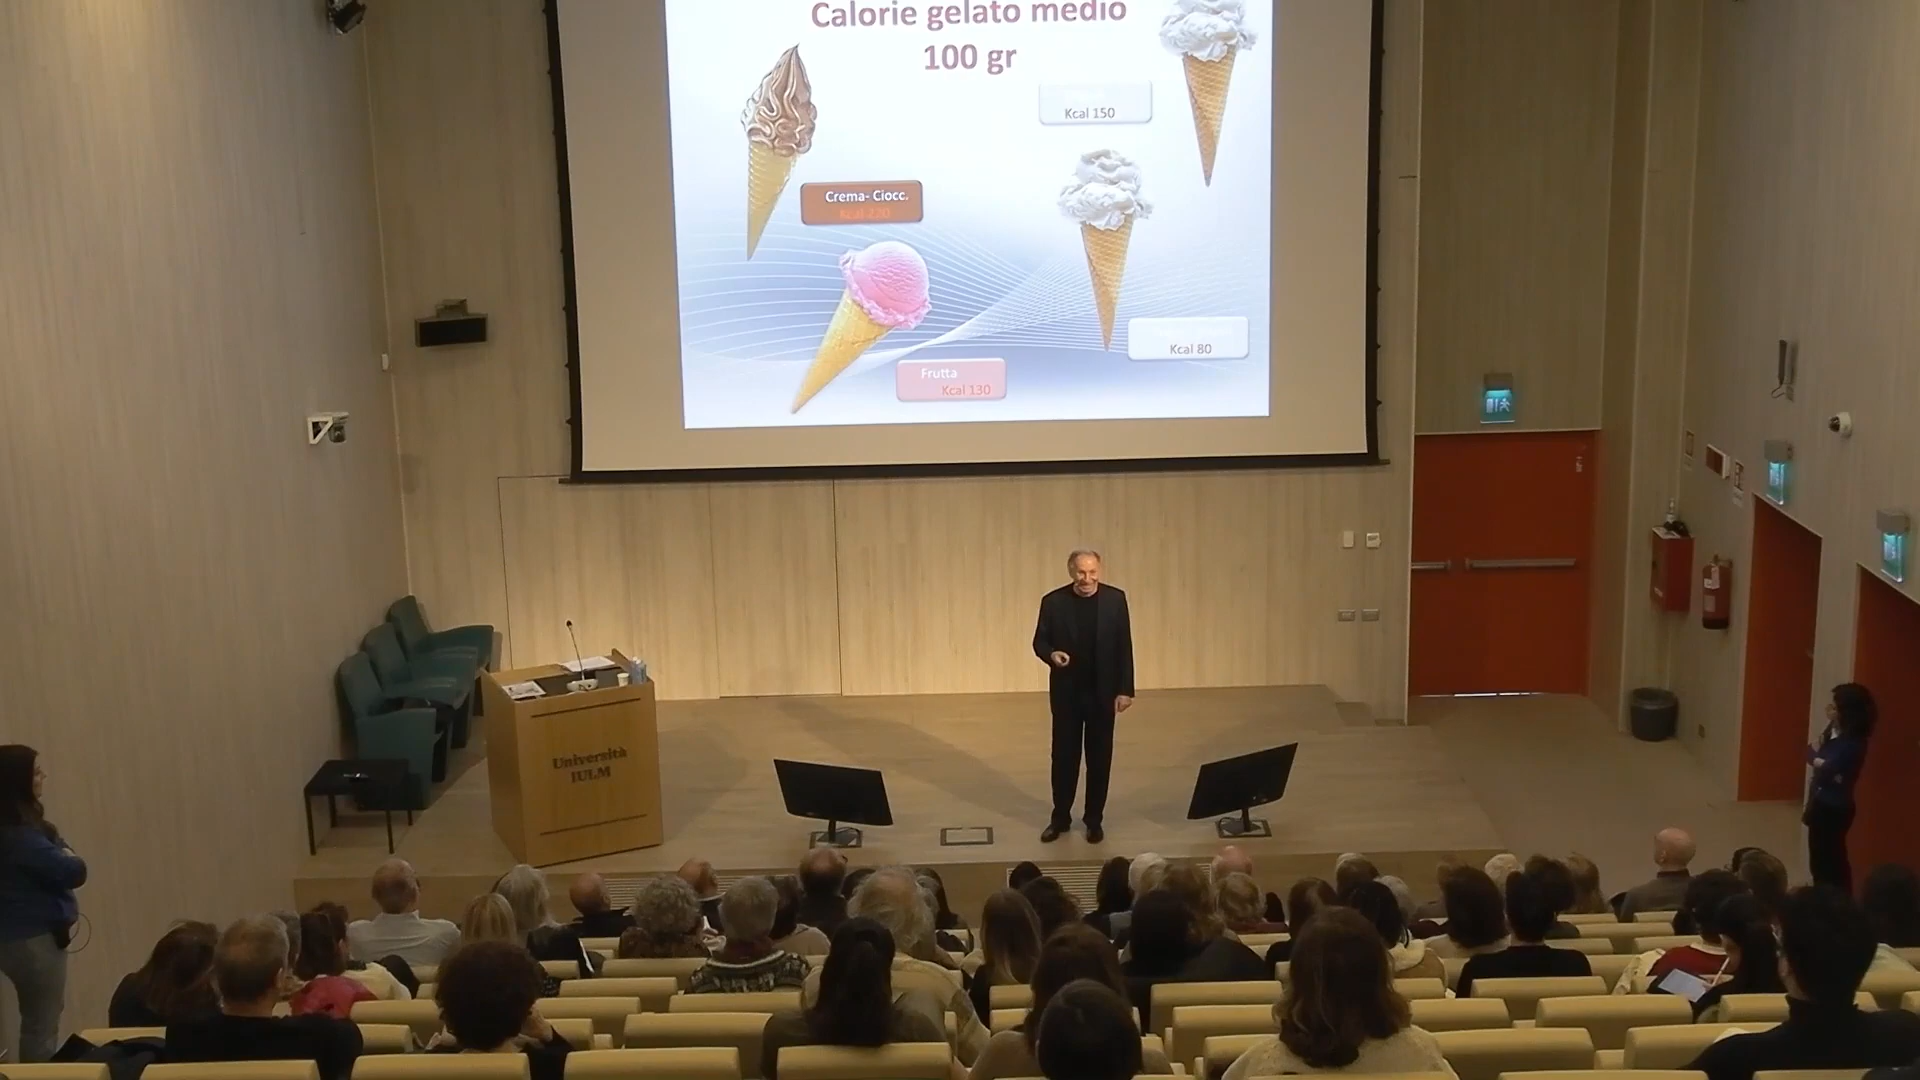 Calorie gelato medio
100 gr
Kcal 150
Crema- Ciocc.
Kcal 220
Kcal 80
Frutta
Kcal 130
Università
IULM